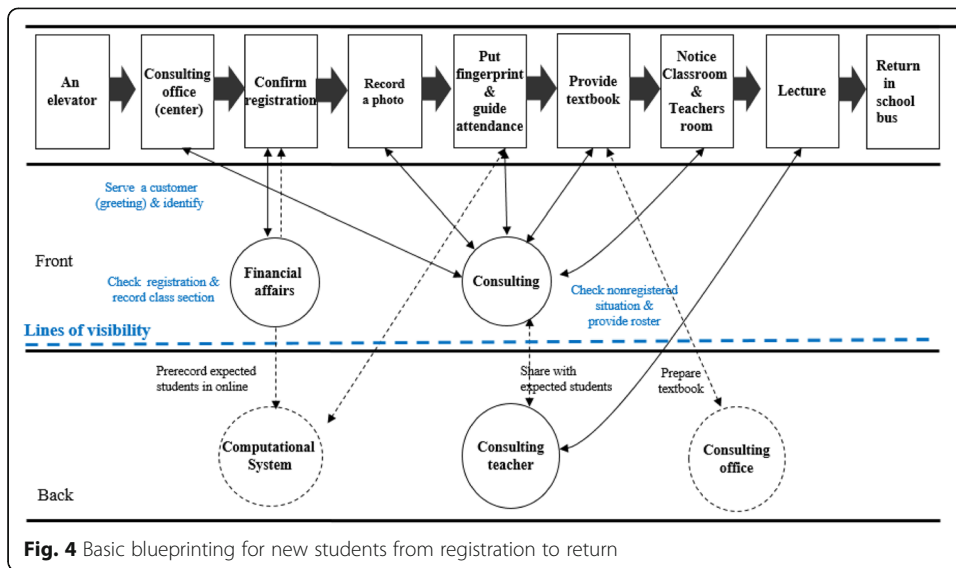 An
elevator
Consulting
office
(center)
Confirm
registration
Record
a photo
Put
fingerprint
&
guide
attendance
Provide
textbook
Notice
Classroom
&
Teachers
room
Lecture
Return
in
school
bus
Serve a customer
(greeting) & identify
Front
Financial
affairs
Consulting
Check registration &
record class section
Check nonregistered
situation &
provide roster
Lines of visibility
Prerecord expected
students in online
Share with
expected students
Prepare
textbook
Computational
System
Consulting
teacher
Consulting
office
Back
Fig. 4 Basic blueprinting for new students from registration to return